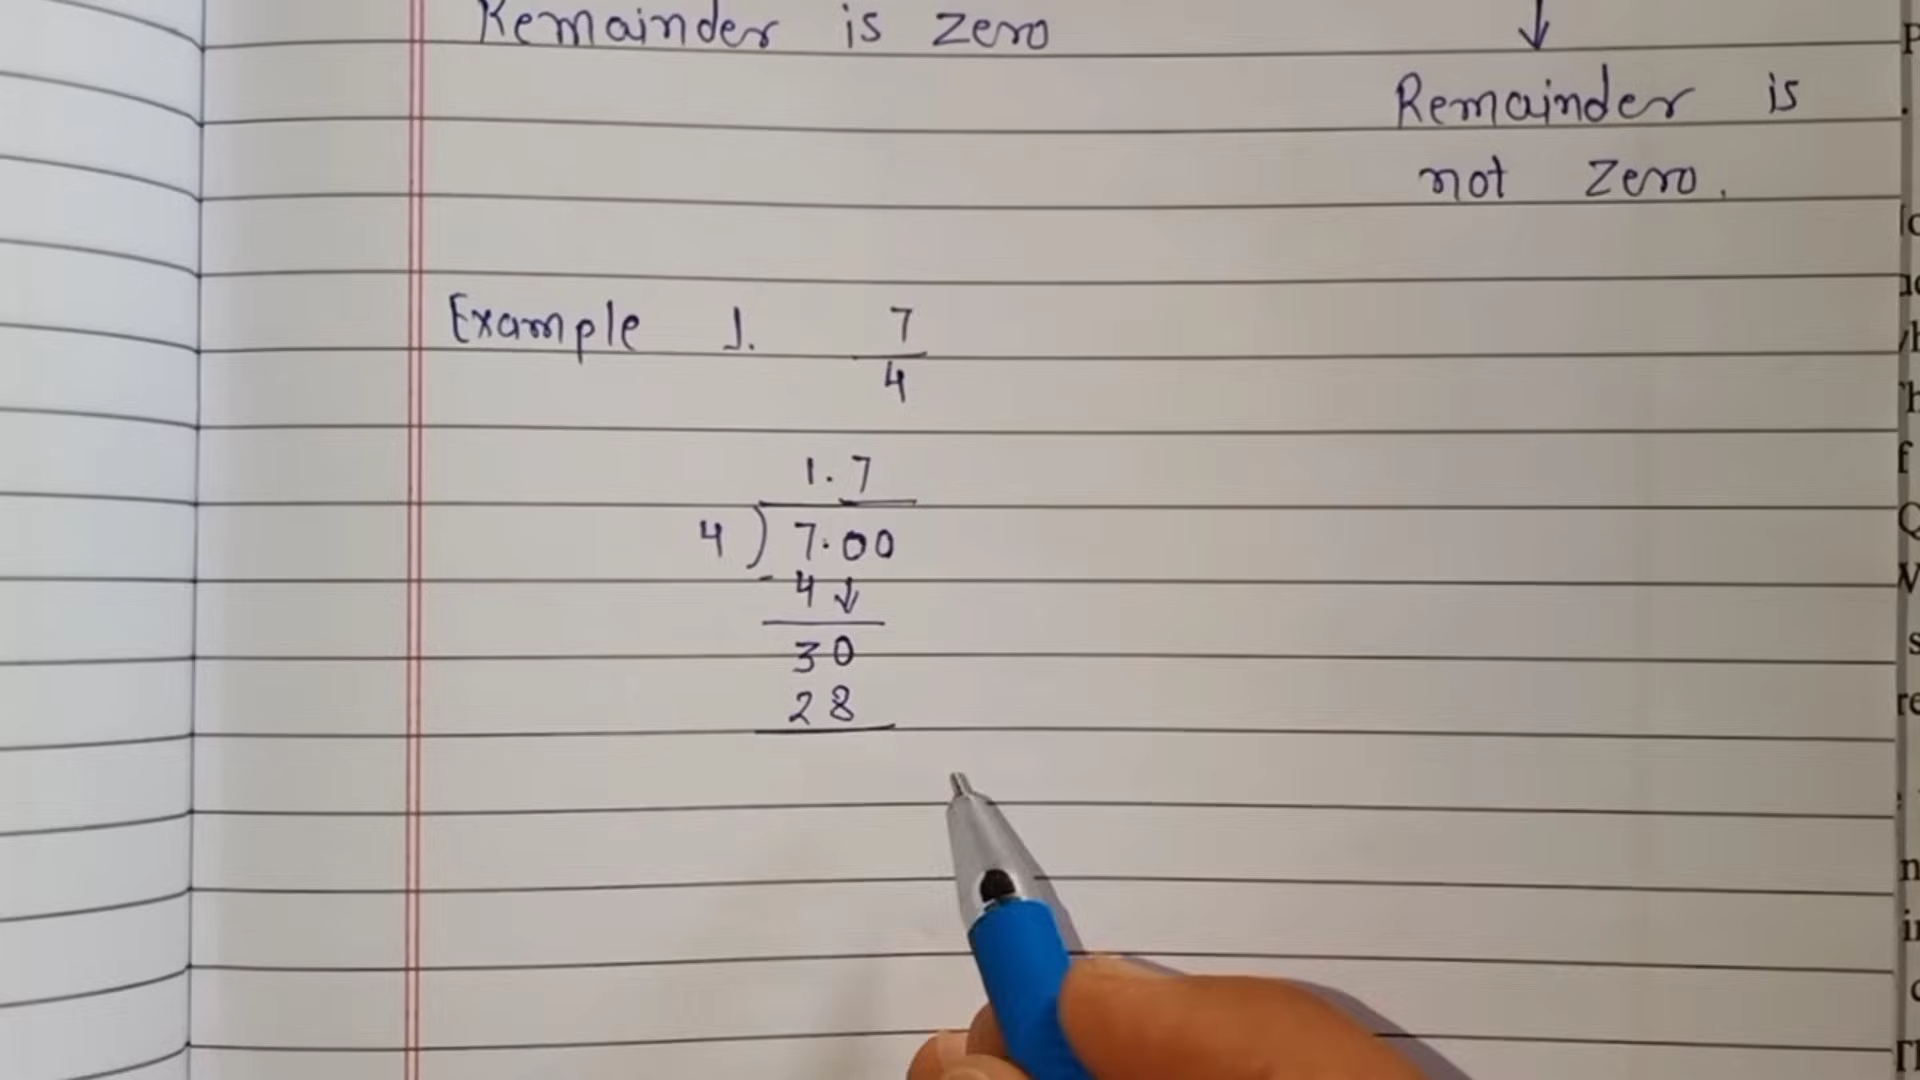 Remainder is zero
↓
Remainder is
not zero.
Example 1. 7
4
1.7
4 ) 7.00
- 4 ↓
30
28